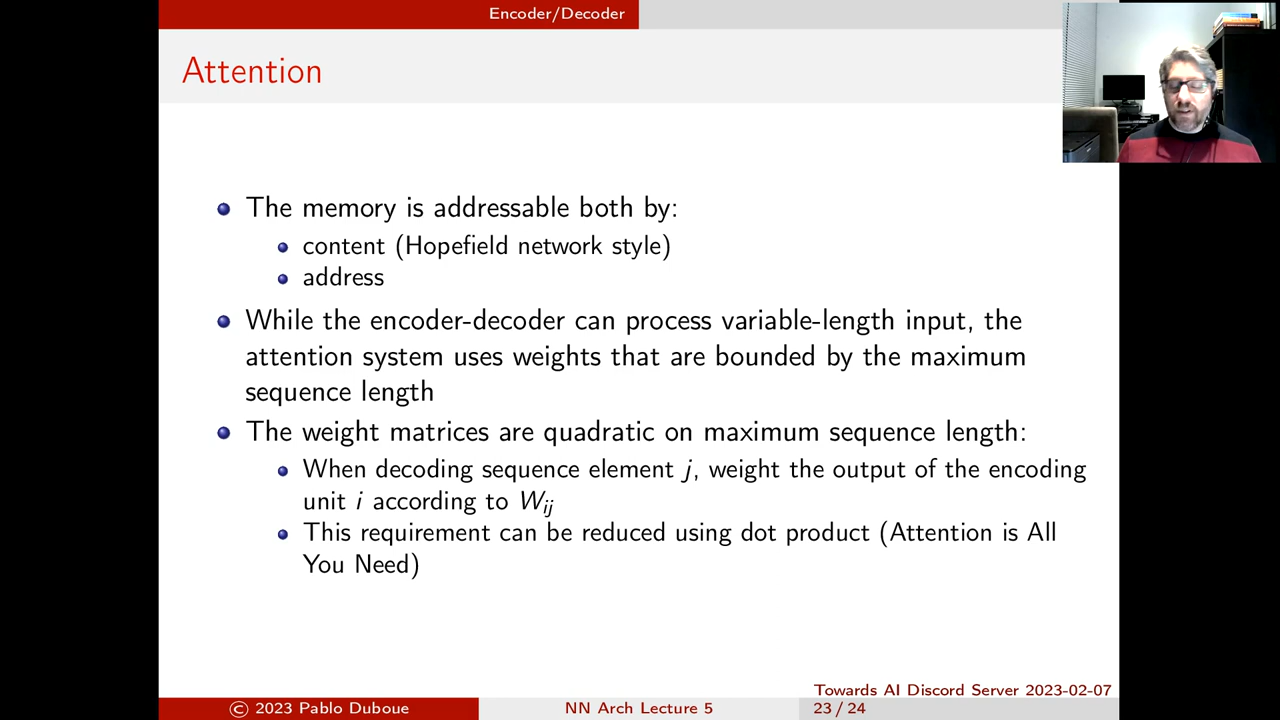 Encoder/Decoder
Attention
The memory is addressable both by:
content (Hopefield network style)
address
While the encoder-decoder can process variable-length input, the
attention system uses weights that are bounded by the maximum
sequence length
The weight matrices are quadratic on maximum sequence length:
When decoding sequence element j, weight the output of the encoding
unit i according to Wij
This requirement can be reduced using dot product (Attention is All
You Need)
Towards AI Discord Server 2023-02-07
© 2023 Pablo Duboue NN Arch Lecture 5 23 / 24